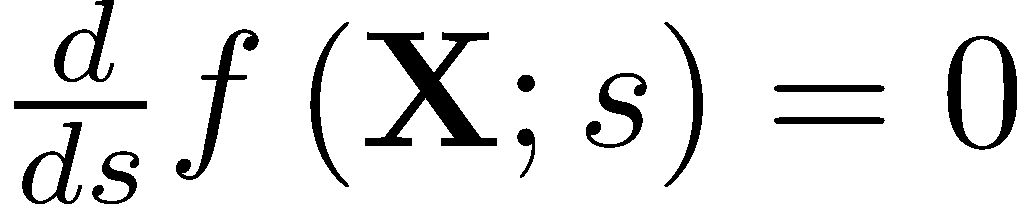 d/ds f (X; s) = 0